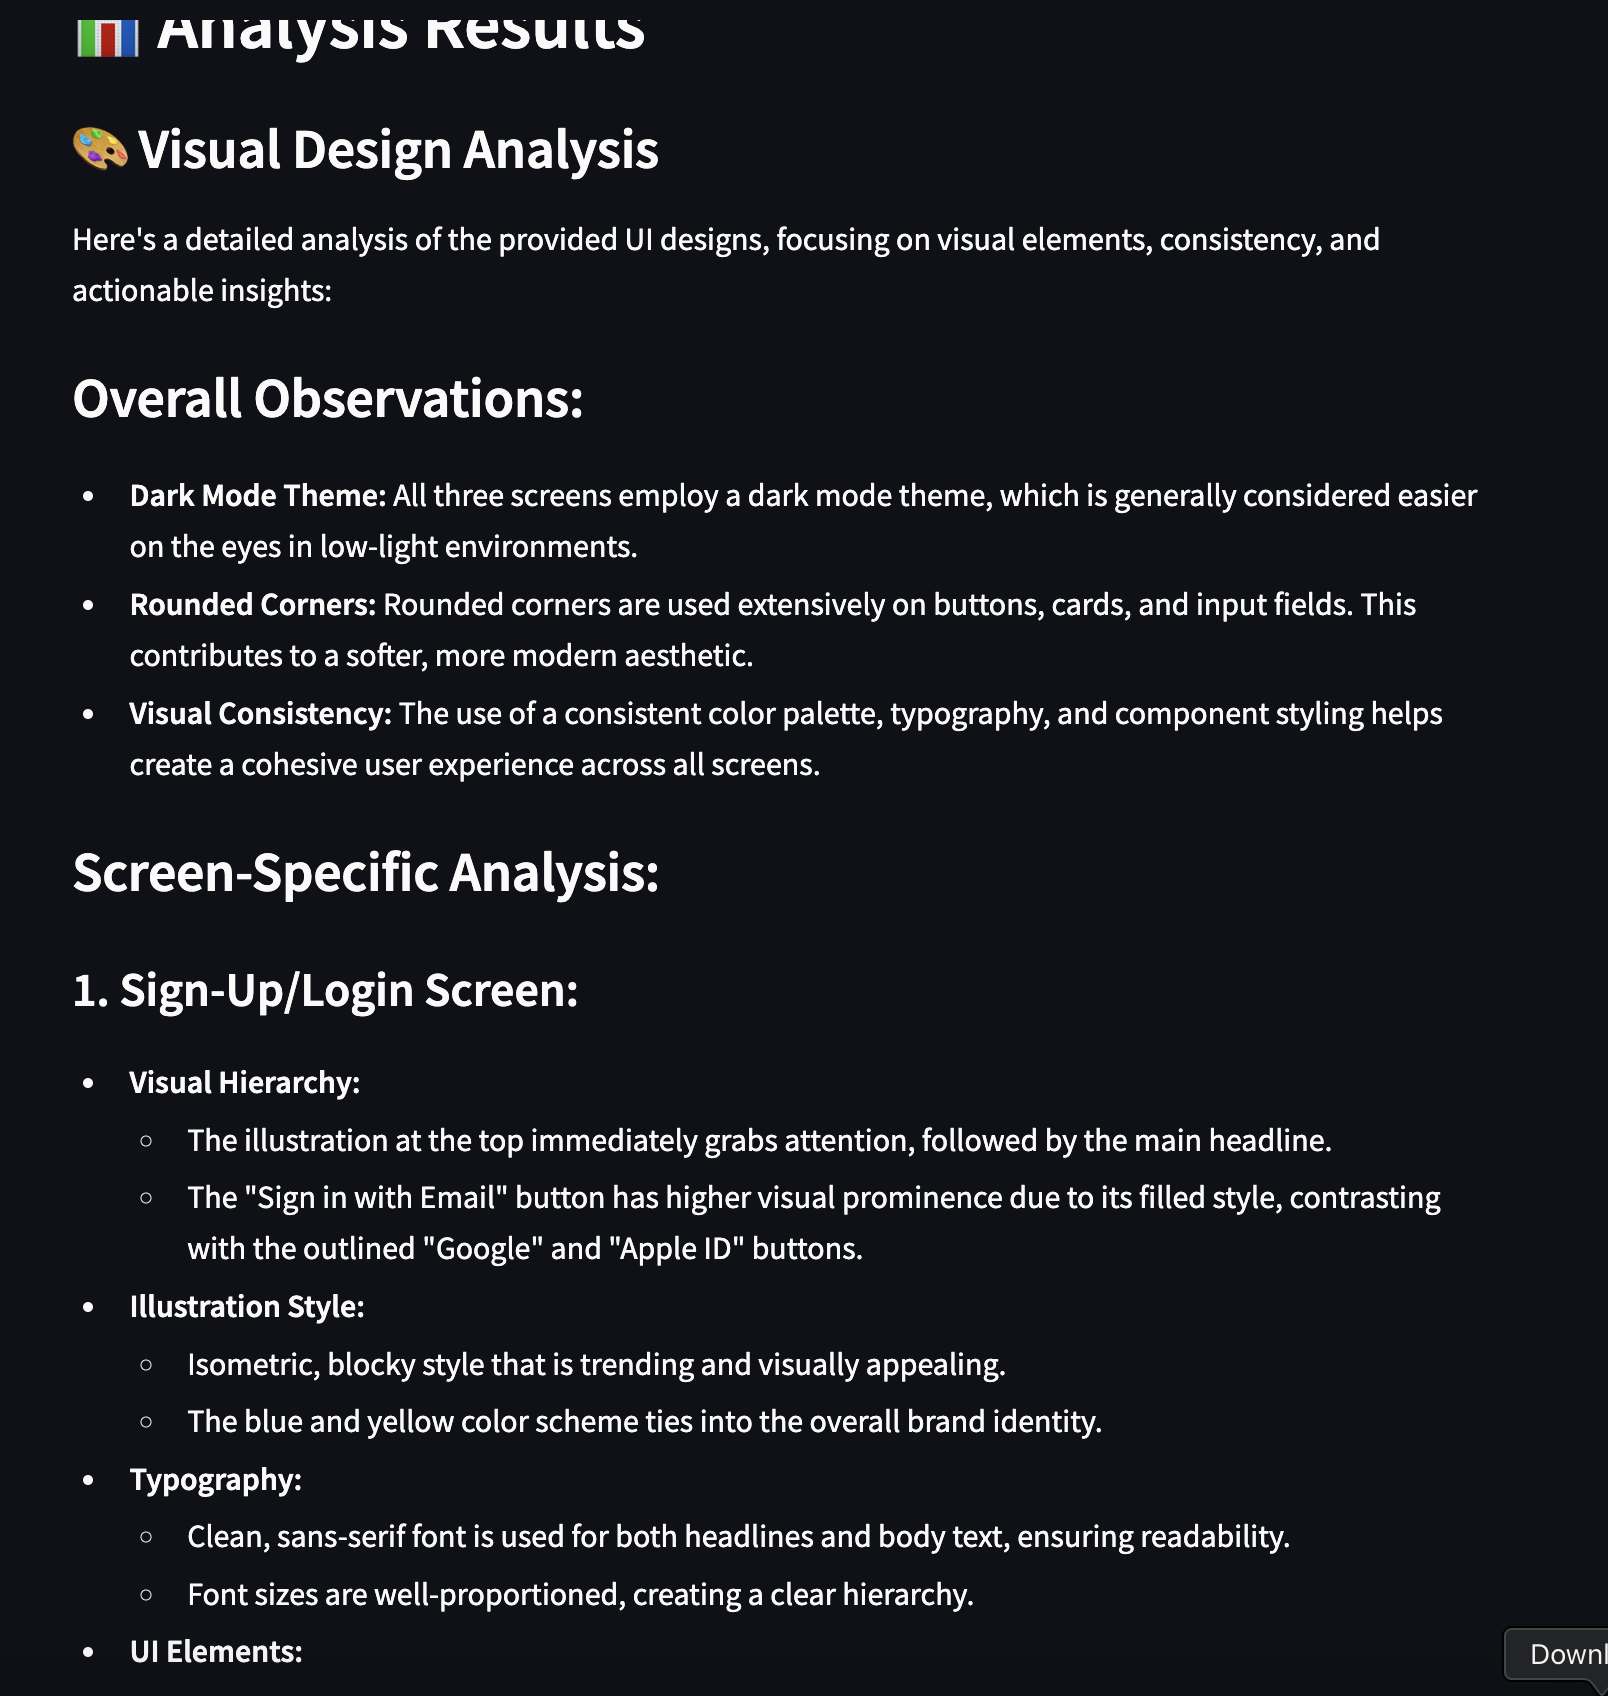 Analysis Results
Visual Design Analysis
Here's a detailed analysis of the provided UI designs, focusing on visual elements, consistency, and
actionable insights:
Overall Observations:
Dark Mode Theme: All three screens employ a dark mode theme, which is generally considered easier
on the eyes in low-light environments.
Rounded Corners: Rounded corners are used extensively on buttons, cards, and input fields. This
contributes to a softer, more modern aesthetic.
Visual Consistency: The use of a consistent color palette, typography, and component styling helps
create a cohesive user experience across all screens.
Screen-Specific Analysis:
1. Sign-Up/Login Screen:
Visual Hierarchy:
The illustration at the top immediately grabs attention, followed by the main headline.
The "Sign in with Email" button has higher visual prominence due to its filled style, contrasting
with the outlined "Google" and "Apple ID" buttons.
Illustration Style:
Isometric, blocky style that is trending and visually appealing.
The blue and yellow color scheme ties into the overall brand identity.
Typography:
Clean, sans-serif font is used for both headlines and body text, ensuring readability.
Font sizes are well-proportioned, creating a clear hierarchy.
UI Elements:
Downl